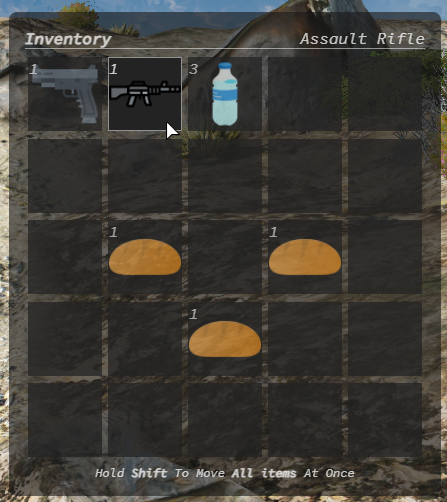 Inventory Assault Rifle
1 1 3
1 1
1
Hold Shift To Move All items At Once